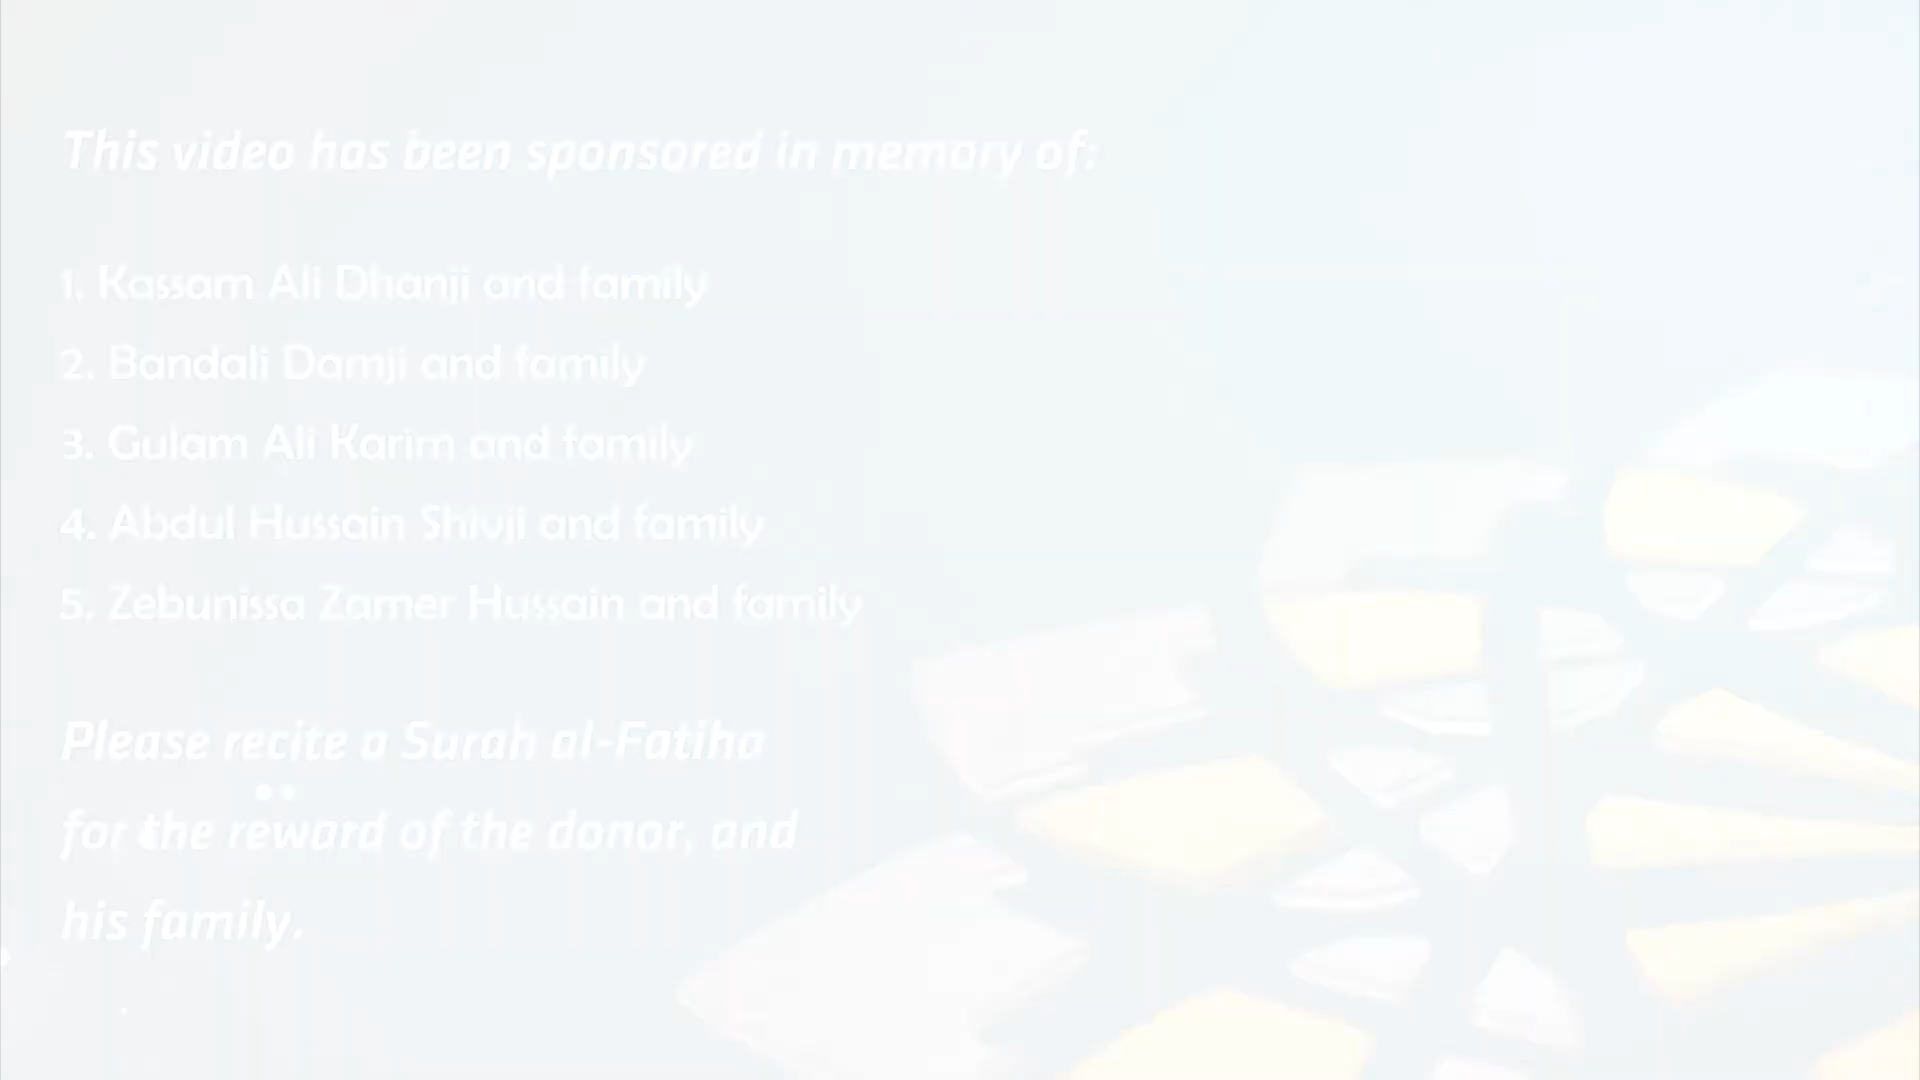 This video has been sponsored in memory of:
1. Kassam Ali Dhanji and family
2. Bandali Damji and family
3. Gulam Ali Karim and family
4. Abdul Hussain Shivji and family
5. Zebunissa Zamer Hussain and family
Please recite a Surah al-Fatiha
for the reward of the donor, and
his family.